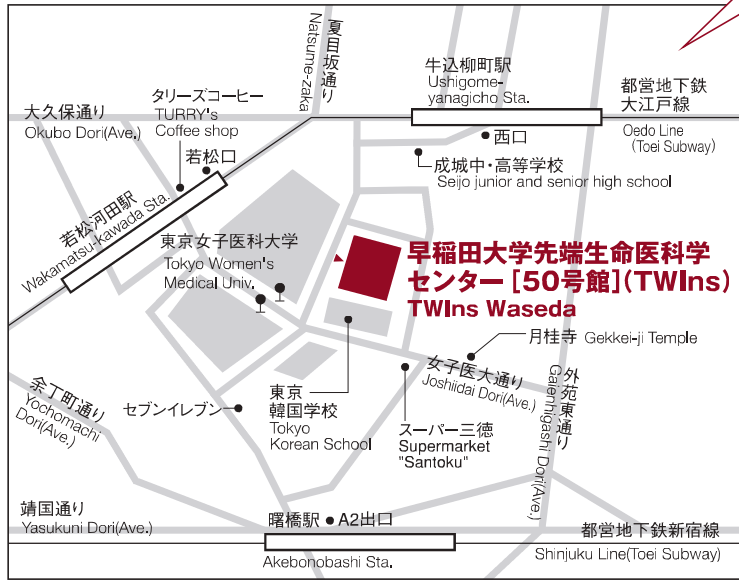 夏目坂通り
Natsume-zaka
牛込柳町駅
Ushigome-
yanagicho Sta.
都営地下鉄
大江戸線
Oedo Line
(Toei Subway)
大久保通り
Okubo Dori(Ave.)
タリーズコーヒー
TURRY's
Coffee shop
若松口
西口
成城中・高等学校
Seijo junior and senior high school
若松河田駅
Wakamatsu-kawada Sta.
東京女子医科大学
Tokyo Women's
Medical Univ.
早稲田大学先端生命医科学
センター [50号館](TWIns)
TWIns Waseda
月桂寺 Gekkei-ji Temple
女子医大通り
Joshiidai Dori(Ave.)
外苑東通り
Gaienhigashi Dori(Ave.)
余丁町通り
Yochomachi
Dori(Ave.)
セブンイレブン
東京
韓国学校
Tokyo
Korean School
スーパー三徳
Supermarket
"Santoku"
靖国通り
Yasukuni Dori(Ave.)
曙橋駅
A2出口
Akebonobashi Sta.
都営地下鉄新宿線
Shinjuku Line(Toei Subway)